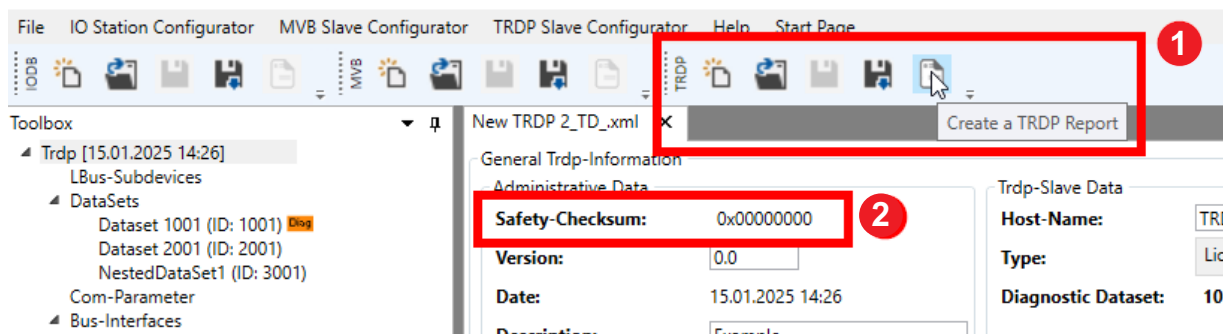 File IO Station Configurator MVB Slave Configurator TRDP Slave Configurator Help Start Page
1
IODB MVB TRDP
Create a TRDP Report
Toolbox
New TRDP 2_TD_.xml
Trdp [15.01.2025 14:26]
LBus-Subdevices
DataSets
Dataset 1001 (ID: 1001) Diag
Dataset 2001 (ID: 2001)
NestedDataSet1 (ID: 3001)
Com-Parameter
Bus-Interfaces
General Trdp-Information
Administrative Data
Safety-Checksum: 0x00000000
2
Version: 0.0
Date: 15.01.2025 14:26
Description: Example
Trdp-Slave Data
Host-Name:
Type:
Diagnostic Dataset: 10